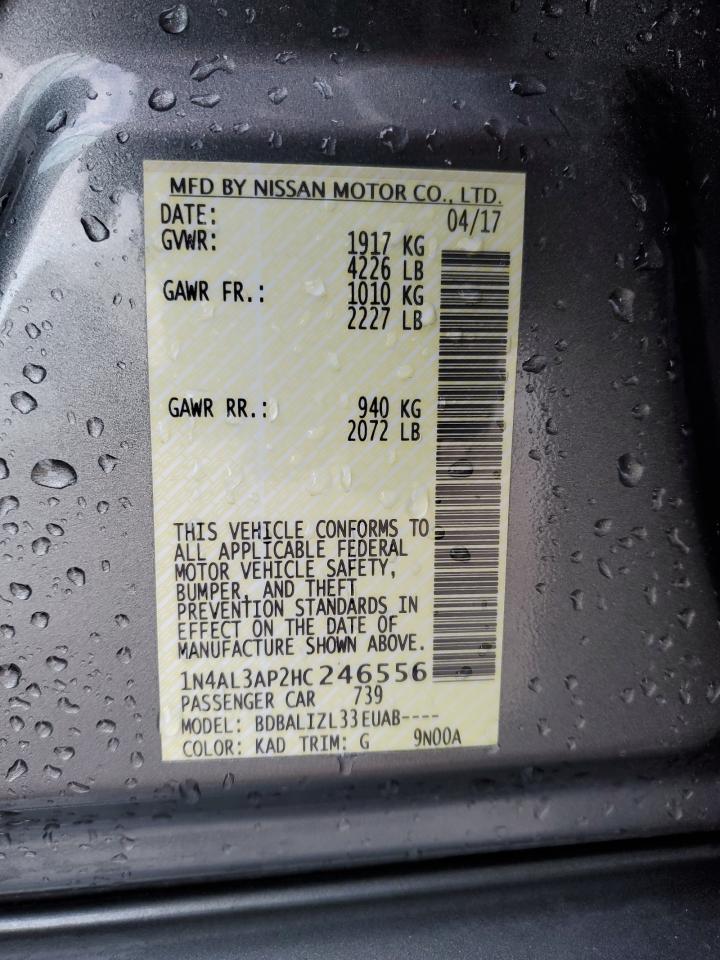 MFD BY NISSAN MOTOR CO., LTD.
DATE: 04/17
GVWR: 1917 KG
4226 LB
GAWR FR.: 1010 KG
2227 LB
GAWR RR.: 940 KG
2072 LB
THIS VEHICLE CONFORMS TO
ALL APPLICABLE FEDERAL
MOTOR VEHICLE SAFETY,
BUMPER, AND THEFT
PREVENTION STANDARDS IN
EFFECT ON THE DATE OF
MANUFACTURE SHOWN ABOVE.
1N4AL3AP2HC246556
PASSENGER CAR 739
MODEL: BDBALIZL33EUAB----
COLOR: KAD TRIM: G 9N00A